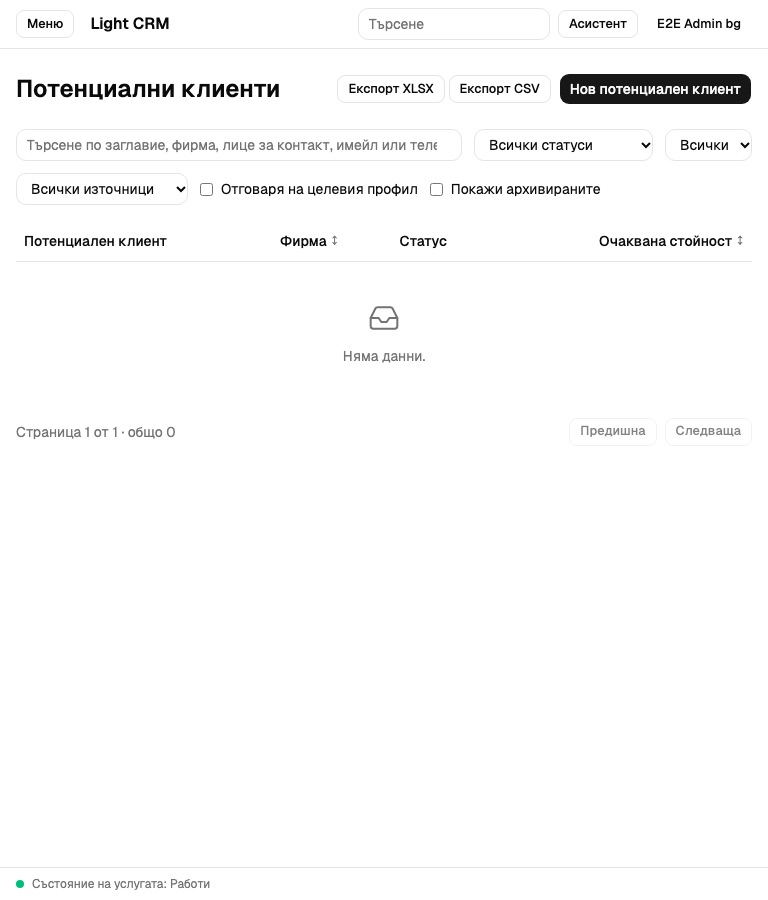 Меню
Light CRM
Търсене
Асистент
E2E Admin bg
Потенциални клиенти
Експорт XLSX
Експорт CSV
Нов потенциален клиент
Търсене по заглавие, фирма, лице за контакт, имейл или теле
Всички статуси
Всички
Всички източници
Отговаря на целевия профил
Покажи архивираните
Потенциален клиент
Фирма ↕
Статус
Очаквана стойност ↕
Няма данни.
Страница 1 от 1 · общо 0
Предишна
Следваща
Състояние на услугата: Работи